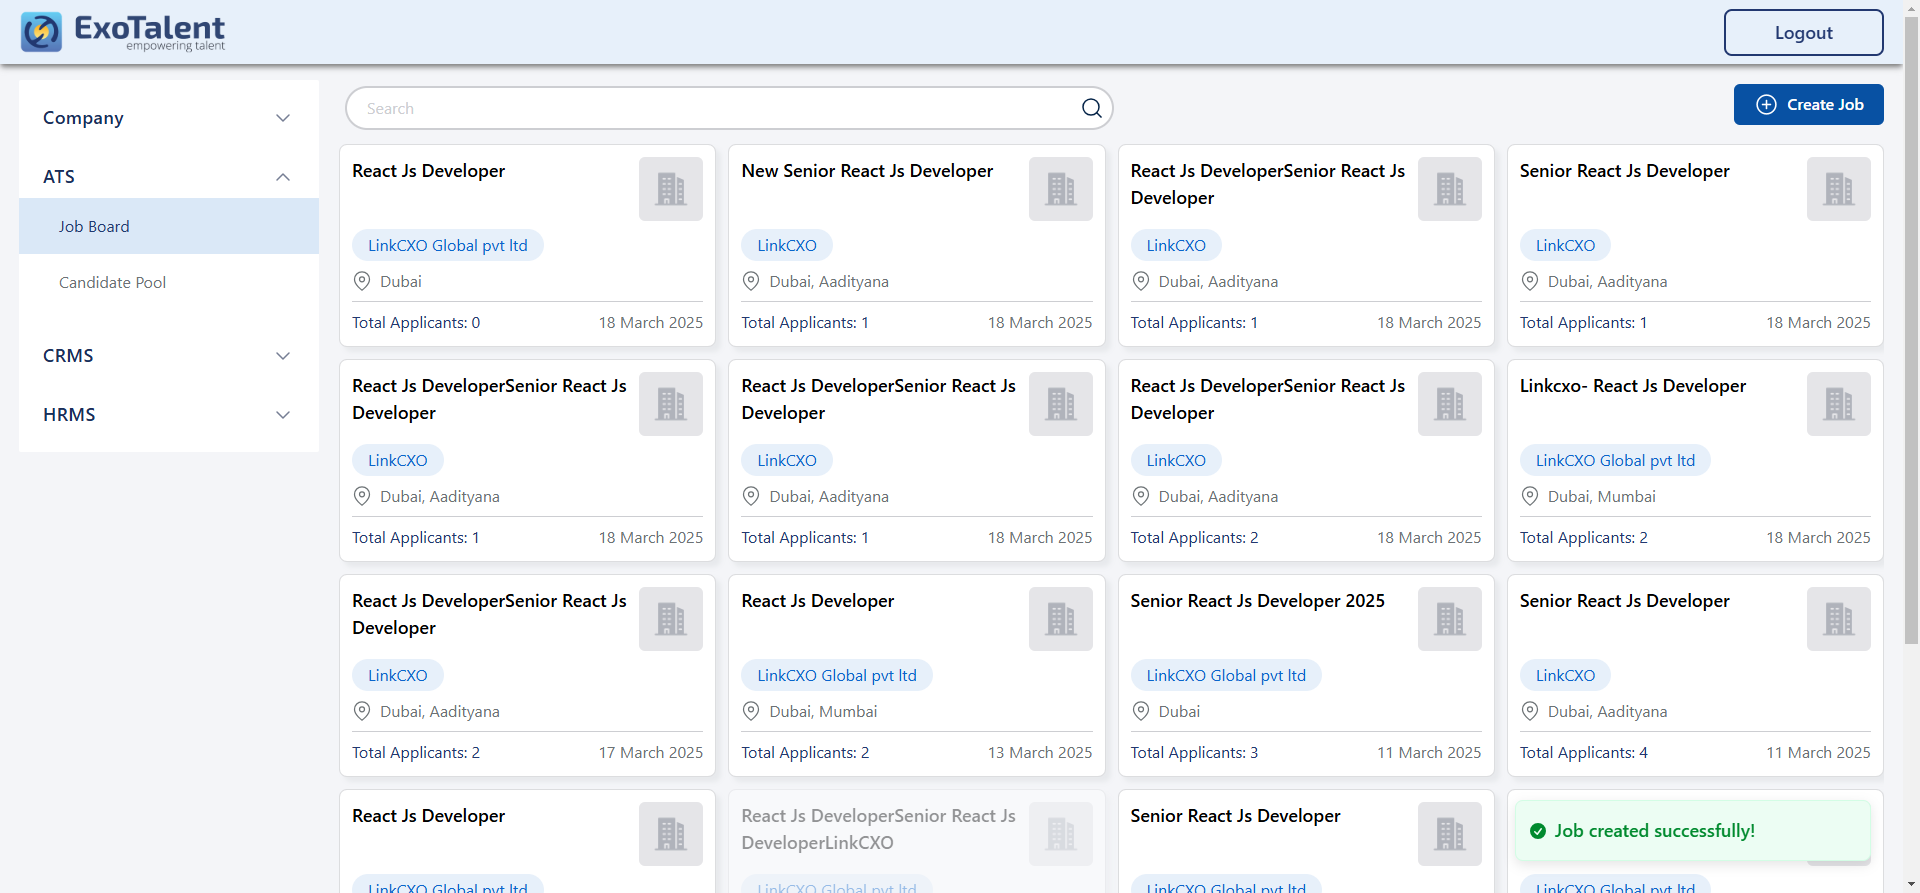 ExoTalent
empowering talent
Logout
Company
ATS
Job Board
Candidate Pool
CRMS
HRMS
Search
Create Job
React Js Developer
LinkCXO Global pvt ltd
Dubai
Total Applicants: 0
18 March 2025
New Senior React Js Developer
LinkCXO
Dubai, Aadityana
Total Applicants: 1
18 March 2025
React Js DeveloperSenior React Js
Developer
LinkCXO
Dubai, Aadityana
Total Applicants: 1
18 March 2025
Senior React Js Developer
LinkCXO
Dubai, Aadityana
Total Applicants: 1
18 March 2025
React Js DeveloperSenior React Js
Developer
LinkCXO
Dubai, Aadityana
Total Applicants: 1
18 March 2025
React Js DeveloperSenior React Js
Developer
LinkCXO
Dubai, Aadityana
Total Applicants: 1
18 March 2025
React Js DeveloperSenior React Js
Developer
LinkCXO
Dubai, Aadityana
Total Applicants: 2
18 March 2025
Linkcxo- React Js Developer
LinkCXO Global pvt ltd
Dubai, Mumbai
Total Applicants: 2
18 March 2025
React Js DeveloperSenior React Js
Developer
LinkCXO
Dubai, Aadityana
Total Applicants: 2
17 March 2025
React Js Developer
LinkCXO Global pvt ltd
Dubai, Mumbai
Total Applicants: 2
13 March 2025
Senior React Js Developer 2025
LinkCXO Global pvt ltd
Dubai
Total Applicants: 3
11 March 2025
Senior React Js Developer
LinkCXO
Dubai, Aadityana
Total Applicants: 4
11 March 2025
React Js Developer
LinkCXO Global pvt ltd
React Js DeveloperSenior React Js
DeveloperLinkCXO
LinkCXO Global pvt ltd
Senior React Js Developer
LinkCXO Global pvt ltd
Job created successfully!
LinkCXO Global pvt ltd